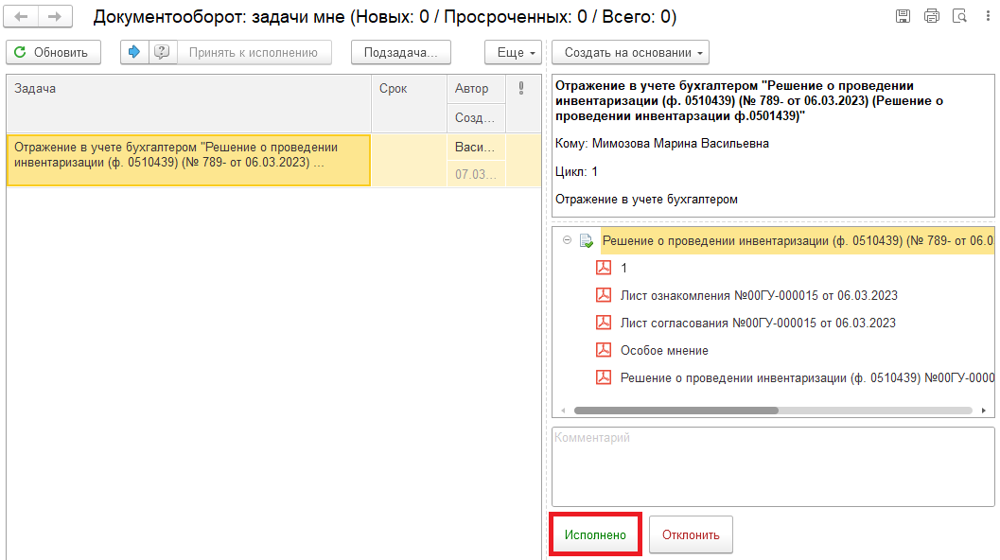 Документооборот: задачи мне (Новых: 0 / Просроченных: 0 / Всего: 0)
Обновить
Принять к исполнению
Подзадача...
Еще
Создать на основании
Задача
Срок
Автор
Созд...
Отражение в учете бухгалтером "Решение о проведении
инвентаризации (ф. 0510439) (№ 789- от 06.03.2023) ...
Васи...
07.03...
Отражение в учете бухгалтером "Решение о проведении
инвентаризации (ф. 0510439) (№ 789- от 06.03.2023) (Решение о
проведении инвентарзации ф.0501439)"
Кому: Мимозова Марина Васильевна
Цикл: 1
Отражение в учете бухгалтером
Решение о проведении инвентаризации (ф. 0510439) (№ 789- от 06.0
1
Лист ознакомления №00ГУ-000015 от 06.03.2023
Лист согласования №00ГУ-000015 от 06.03.2023
Особое мнение
Решение о проведении инвентаризации (ф. 0510439) №00ГУ-0000
Комментарий
Исполнено
Отклонить